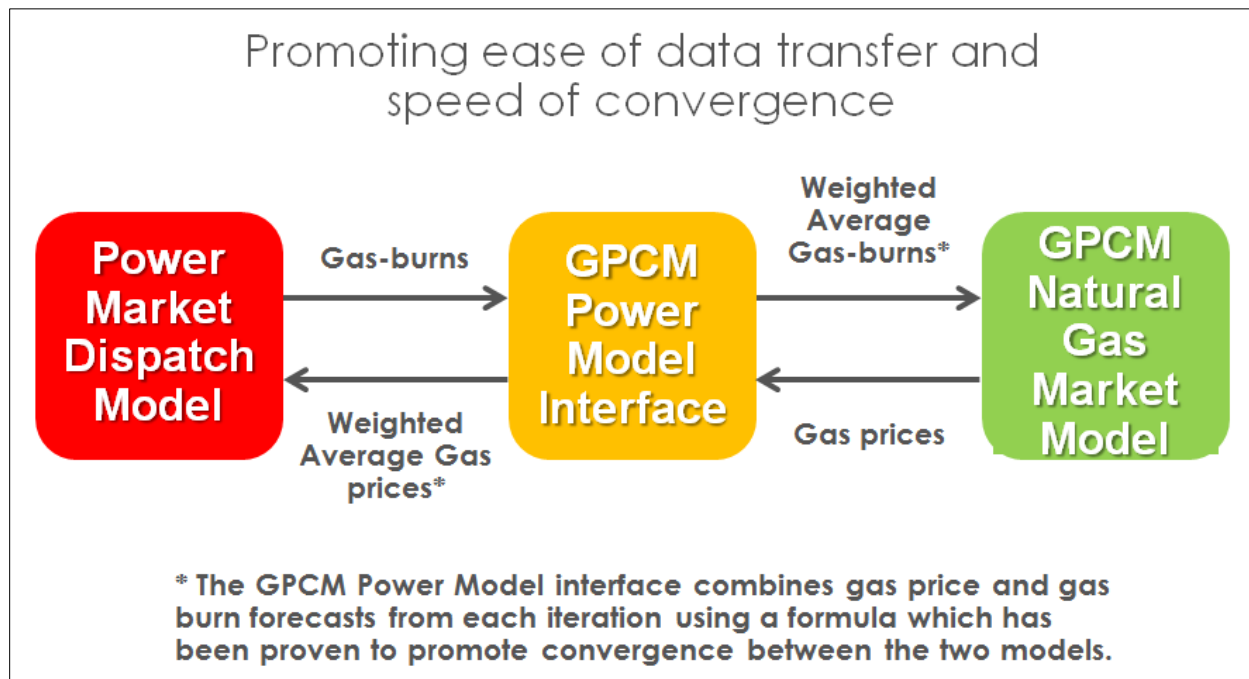 Promoting ease of data transfer and
speed of convergence
Power
Market
Dispatch
Model
Gas-burns
Weighted
Average Gas
prices*
GPCM
Power
Model
Interface
Weighted
Average
Gas-burns*
Gas prices
GPCM
Natural
Gas
Market
Model
* The GPCM Power Model interface combines gas price and gas
burn forecasts from each iteration using a formula which has
been proven to promote convergence between the two models.